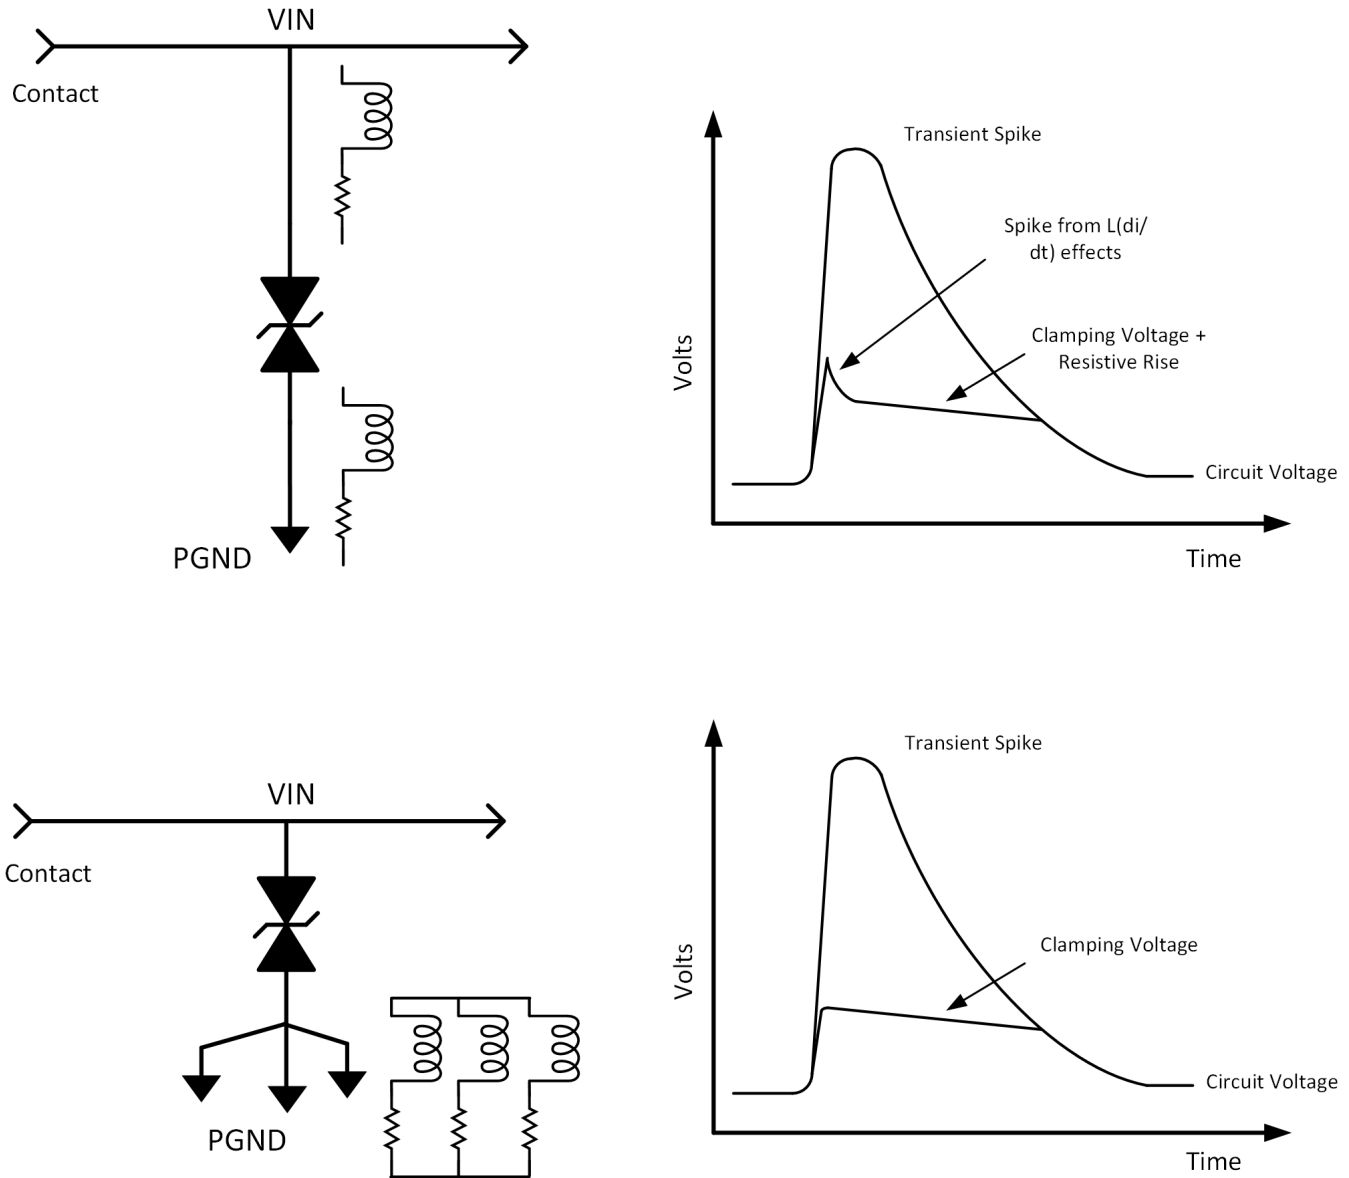 VIN
Contact
PGND
Transient Spike
Spike from L(di/
dt) effects
Clamping Voltage +
Resistive Rise
Volts
Circuit Voltage
Time
VIN
Contact
PGND
Transient Spike
Clamping Voltage
Volts
Circuit Voltage
Time